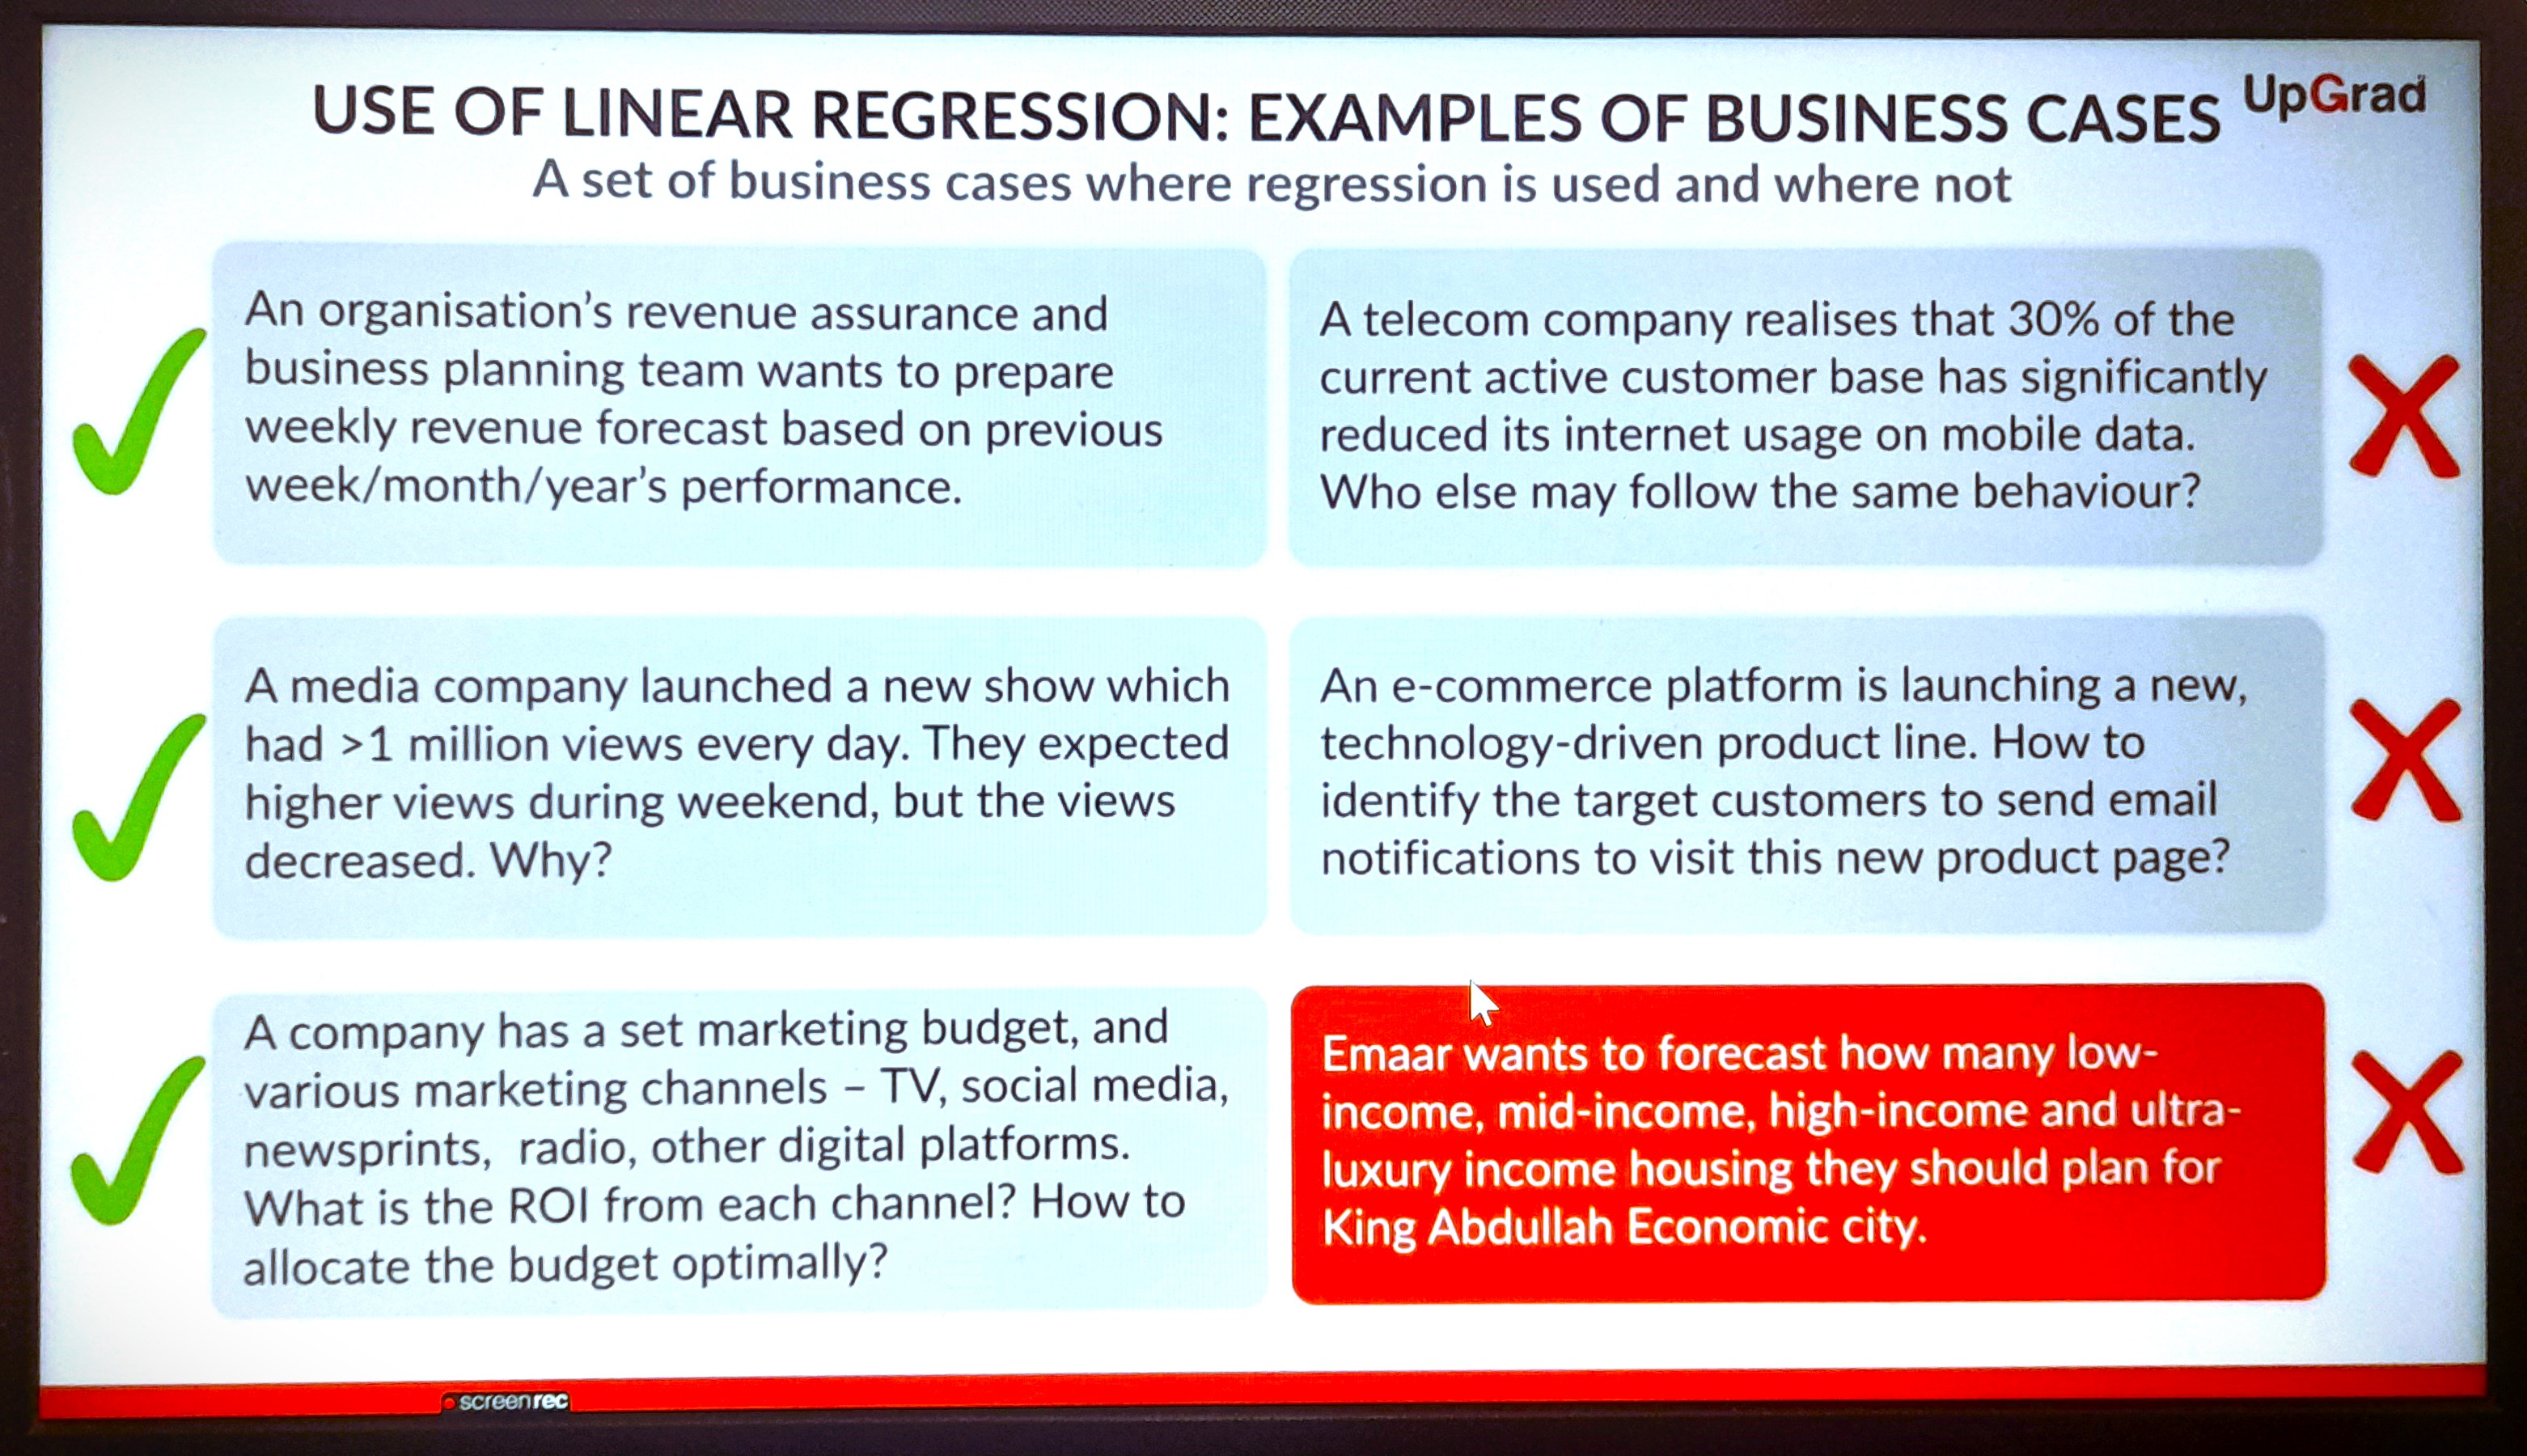 USE OF LINEAR REGRESSION: EXAMPLES OF BUSINESS CASES
UpGrad
A set of business cases where regression is used and where not
An organisation's revenue assurance and
business planning team wants to prepare
weekly revenue forecast based on previous
week/month/year's performance.
A telecom company realises that 30% of the
current active customer base has significantly
reduced its internet usage on mobile data.
Who else may follow the same behaviour?
A media company launched a new show which
had >1 million views every day. They expected
higher views during weekend, but the views
decreased. Why?
An e-commerce platform is launching a new,
technology-driven product line. How to
identify the target customers to send email
notifications to visit this new product page?
A company has a set marketing budget, and
various marketing channels – TV, social media,
newsprints, radio, other digital platforms.
What is the ROI from each channel? How to
allocate the budget optimally?
Emaar wants to forecast how many low-
income, mid-income, high-income and ultra-
luxury income housing they should plan for
King Abdullah Economic city.
screenrec